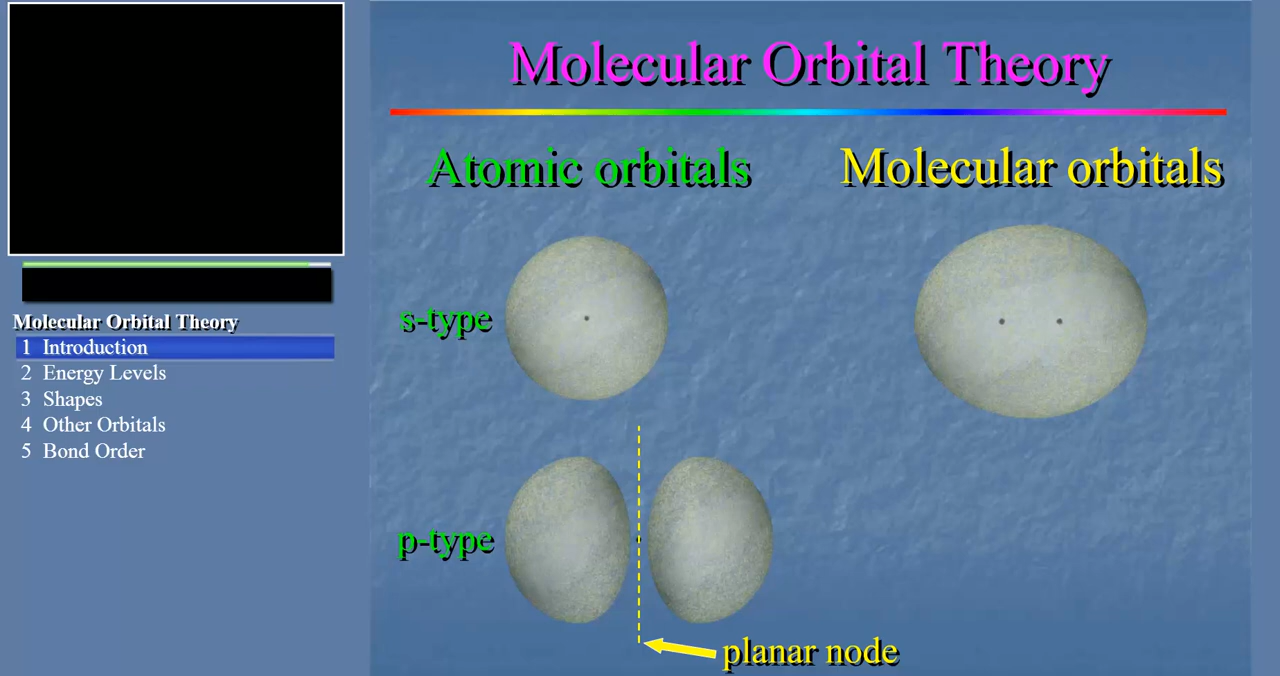 Molecular Orbital Theory
1 Introduction
2 Energy Levels
3 Shapes
4 Other Orbitals
5 Bond Order
Molecular Orbital Theory
Atomic orbitals
Molecular orbitals
s-type
p-type
planar node